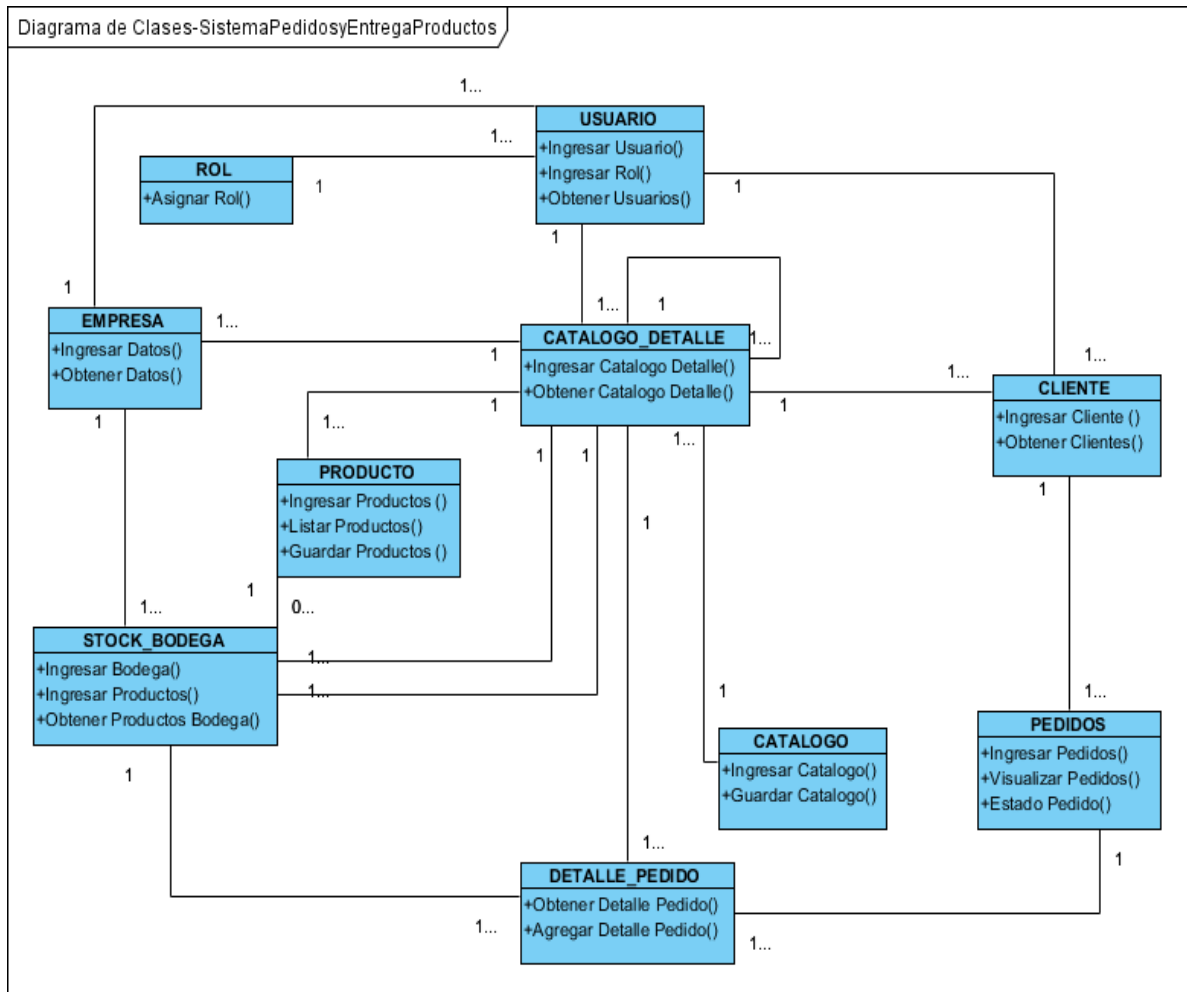 Diagrama de Clases-SistemaPedidosyEntregaProductos
1...
USUARIO
+Ingresar Usuario()
+Ingresar Rol()
+Obtener Usuarios()
1...
ROL
+Asignar Rol()
1
1
1
1
1...
1
1...
EMPRESA
+Ingresar Datos()
+Obtener Datos()
1...
1
CATALOGO_DETALLE
+Ingresar Catalogo Detalle()
+Obtener Catalogo Detalle()
1...
1...
1...
CLIENTE
+Ingresar Cliente ()
+Obtener Clientes()
1
1
1
1...
1
1
1...
1
PRODUCTO
+Ingresar Productos ()
+Listar Productos()
+Guardar Productos ()
1
1
0...
1...
STOCK_BODEGA
+Ingresar Bodega()
+Ingresar Productos()
+Obtener Productos Bodega()
1...
1...
1
1...
PEDIDOS
+Ingresar Pedidos()
+Visualizar Pedidos()
+Estado Pedido()
CATALOGO
+Ingresar Catalogo()
+Guardar Catalogo()
1
1...
1
DETALLE_PEDIDO
+Obtener Detalle Pedido()
+Agregar Detalle Pedido()
1...
1...